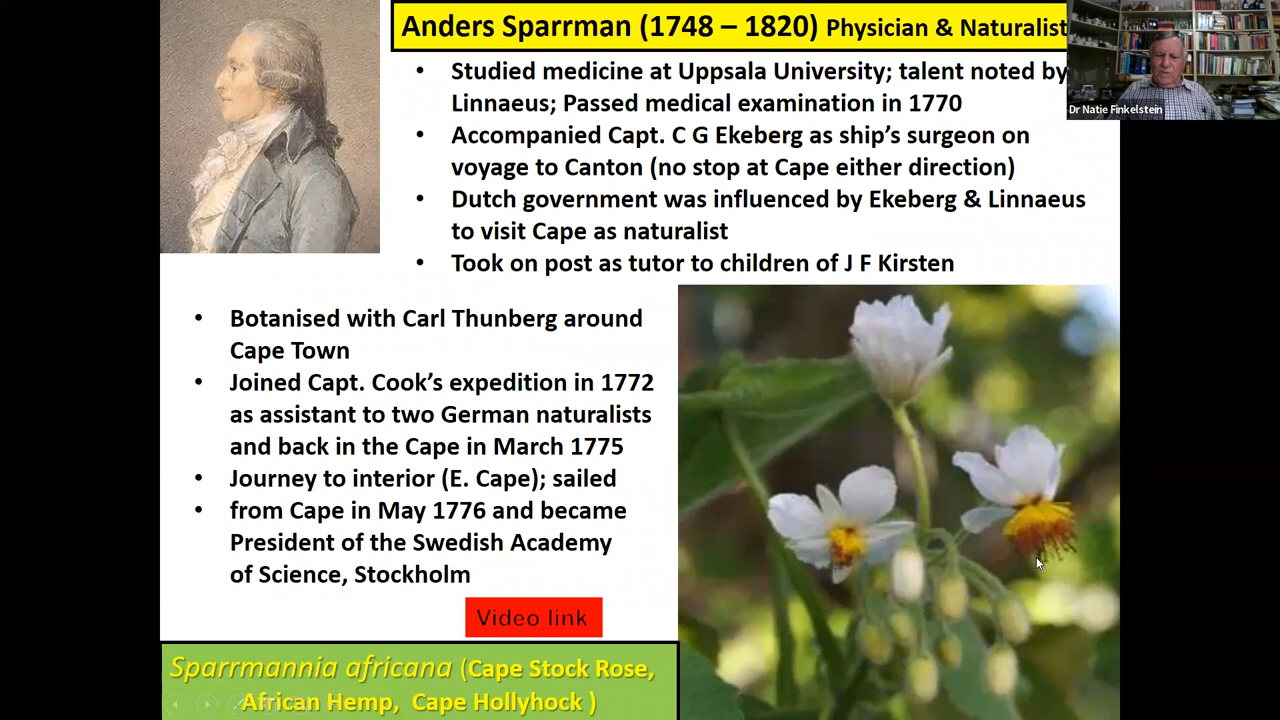 Anders Sparrman (1748 – 1820) Physician & Naturalist
Dr Natie Finkelstein
• Studied medicine at Uppsala University; talent noted by
Linnaeus; Passed medical examination in 1770
• Accompanied Capt. C G Ekeberg as ship's surgeon on
voyage to Canton (no stop at Cape either direction)
• Dutch government was influenced by Ekeberg & Linnaeus
to visit Cape as naturalist
• Took on post as tutor to children of J F Kirsten
• Botanised with Carl Thunberg around
Cape Town
• Joined Capt. Cook's expedition in 1772
as assistant to two German naturalists
and back in the Cape in March 1775
• Journey to interior (E. Cape); sailed
• from Cape in May 1776 and became
President of the Swedish Academy
of Science, Stockholm
Video link
Sparrmannia africana (Cape Stock Rose,
African Hemp, Cape Hollyhock )